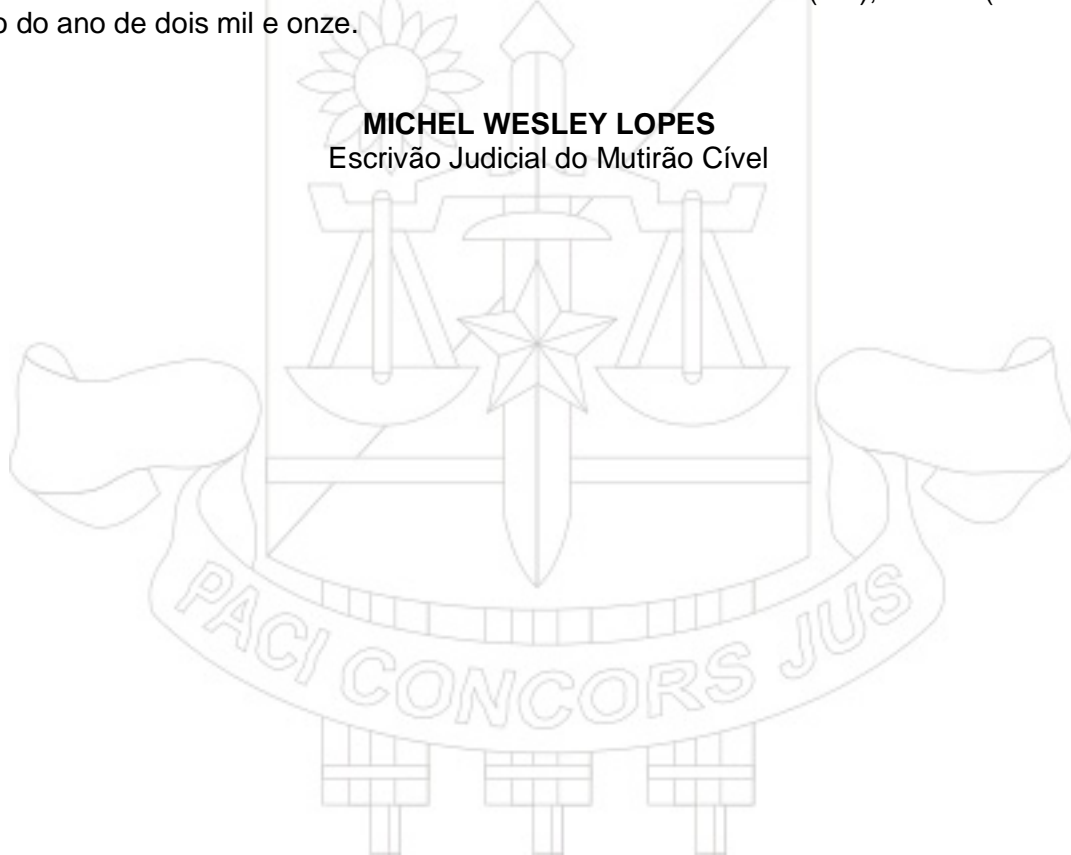 do ano de dois mil e onze.
MICHEL WESLEY LOPES
Escrivão Judicial do Mutirão Cível
PACI CONCORS JUS